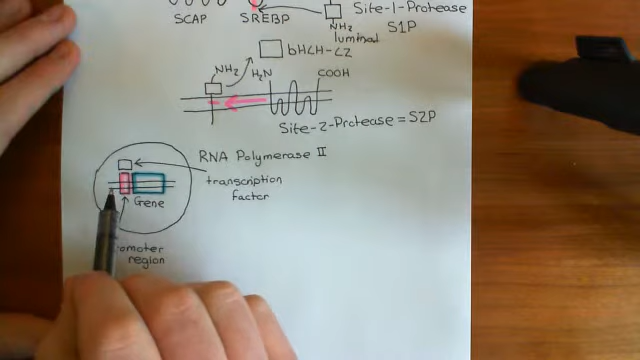 SCAP
SREBP
Site-1-Protease
S1P
NH2
luminal
bHLH-LZ
NH2
H2N
COOH
Site-2-Protease = S2P
RNA Polymerase II
transcription
factor
Gene
region